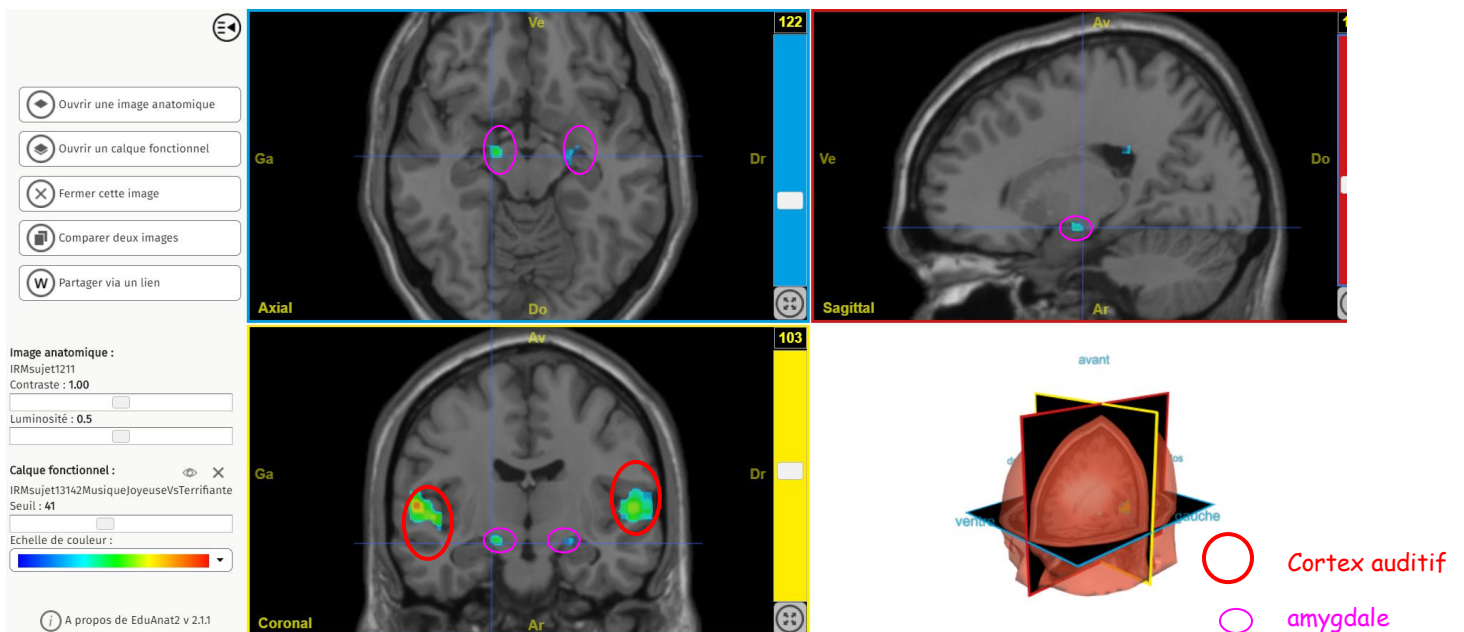 Ouvrir une image anatomique
Ouvrir un calque fonctionnel
Fermer cette image
Comparer deux images
W Partager via un lien
Image anatomique :
IRMsujet1211
Contraste : 1.00
Luminosité : 0.5
Calque fonctionnel :
IRMsujet13142MusiqueJoyeuseVsTerrifiante
Seuil : 41
Echelle de couleur :
i A propos de EduAnat2 v 2.1.1
Ve
122
Ga
Dr
Axial
Do
Av
Ve
Do
Sagittal
Ar
Av
103
Ga
Dr
Coronal
Ar
avant
ventre
gauche
Cortex auditif
amygdale